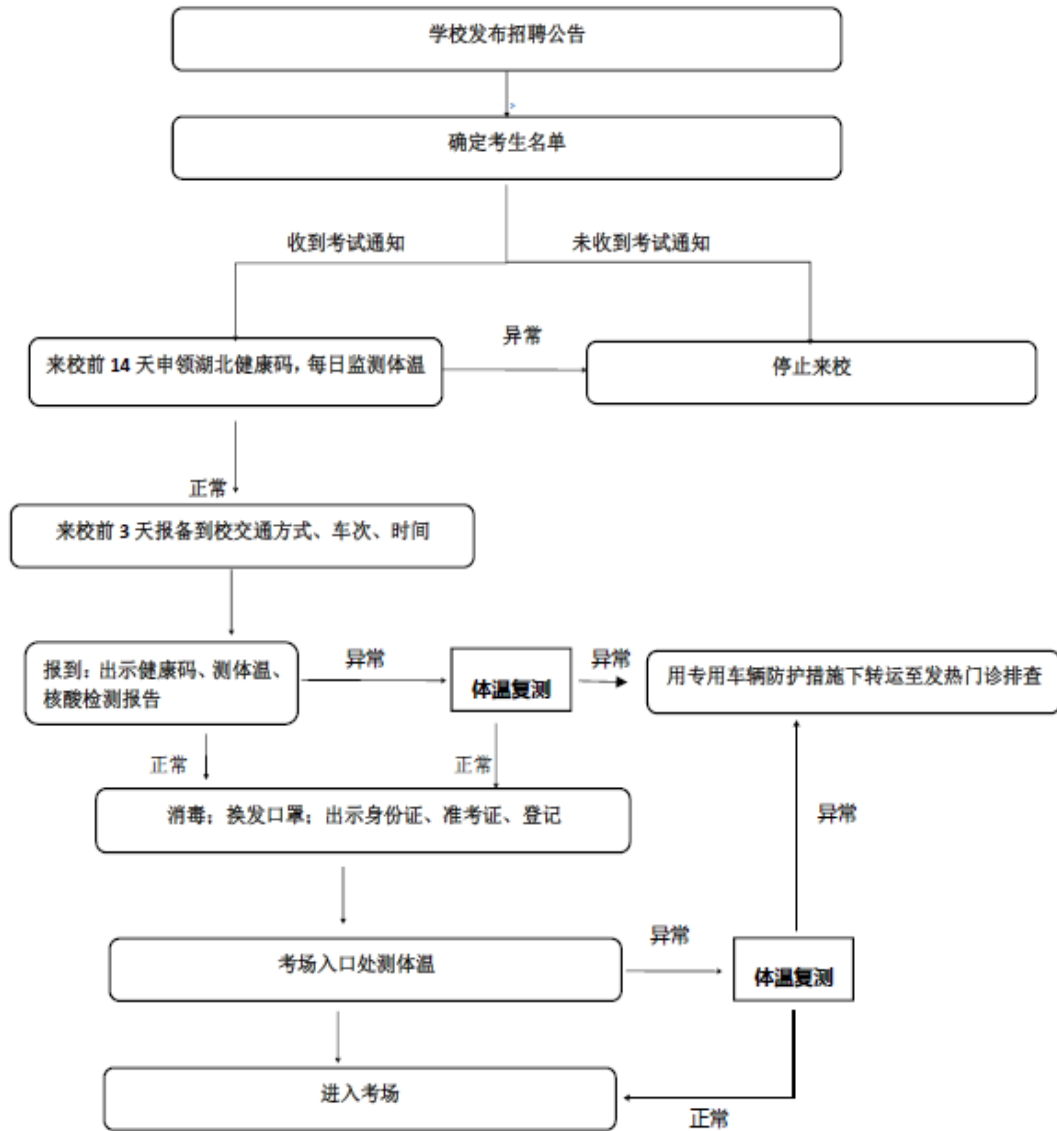 学校发布招聘公告
确定考生名单
收到考试通知
未收到考试通知
来校前 14 天申领湖北健康码，每日监测体温
异常
停止来校
正常
来校前 3 天报备到校交通方式、车次、时间
报到：出示健康码、测体温、
核酸检测报告
异常
体温复测
异常
用专用车辆防护措施下转运至发热门诊排查
正常
正常
消毒；换发口罩；出示身份证、准考证、登记
异常
考场入口处测体温
异常
体温复测
进入考场
正常